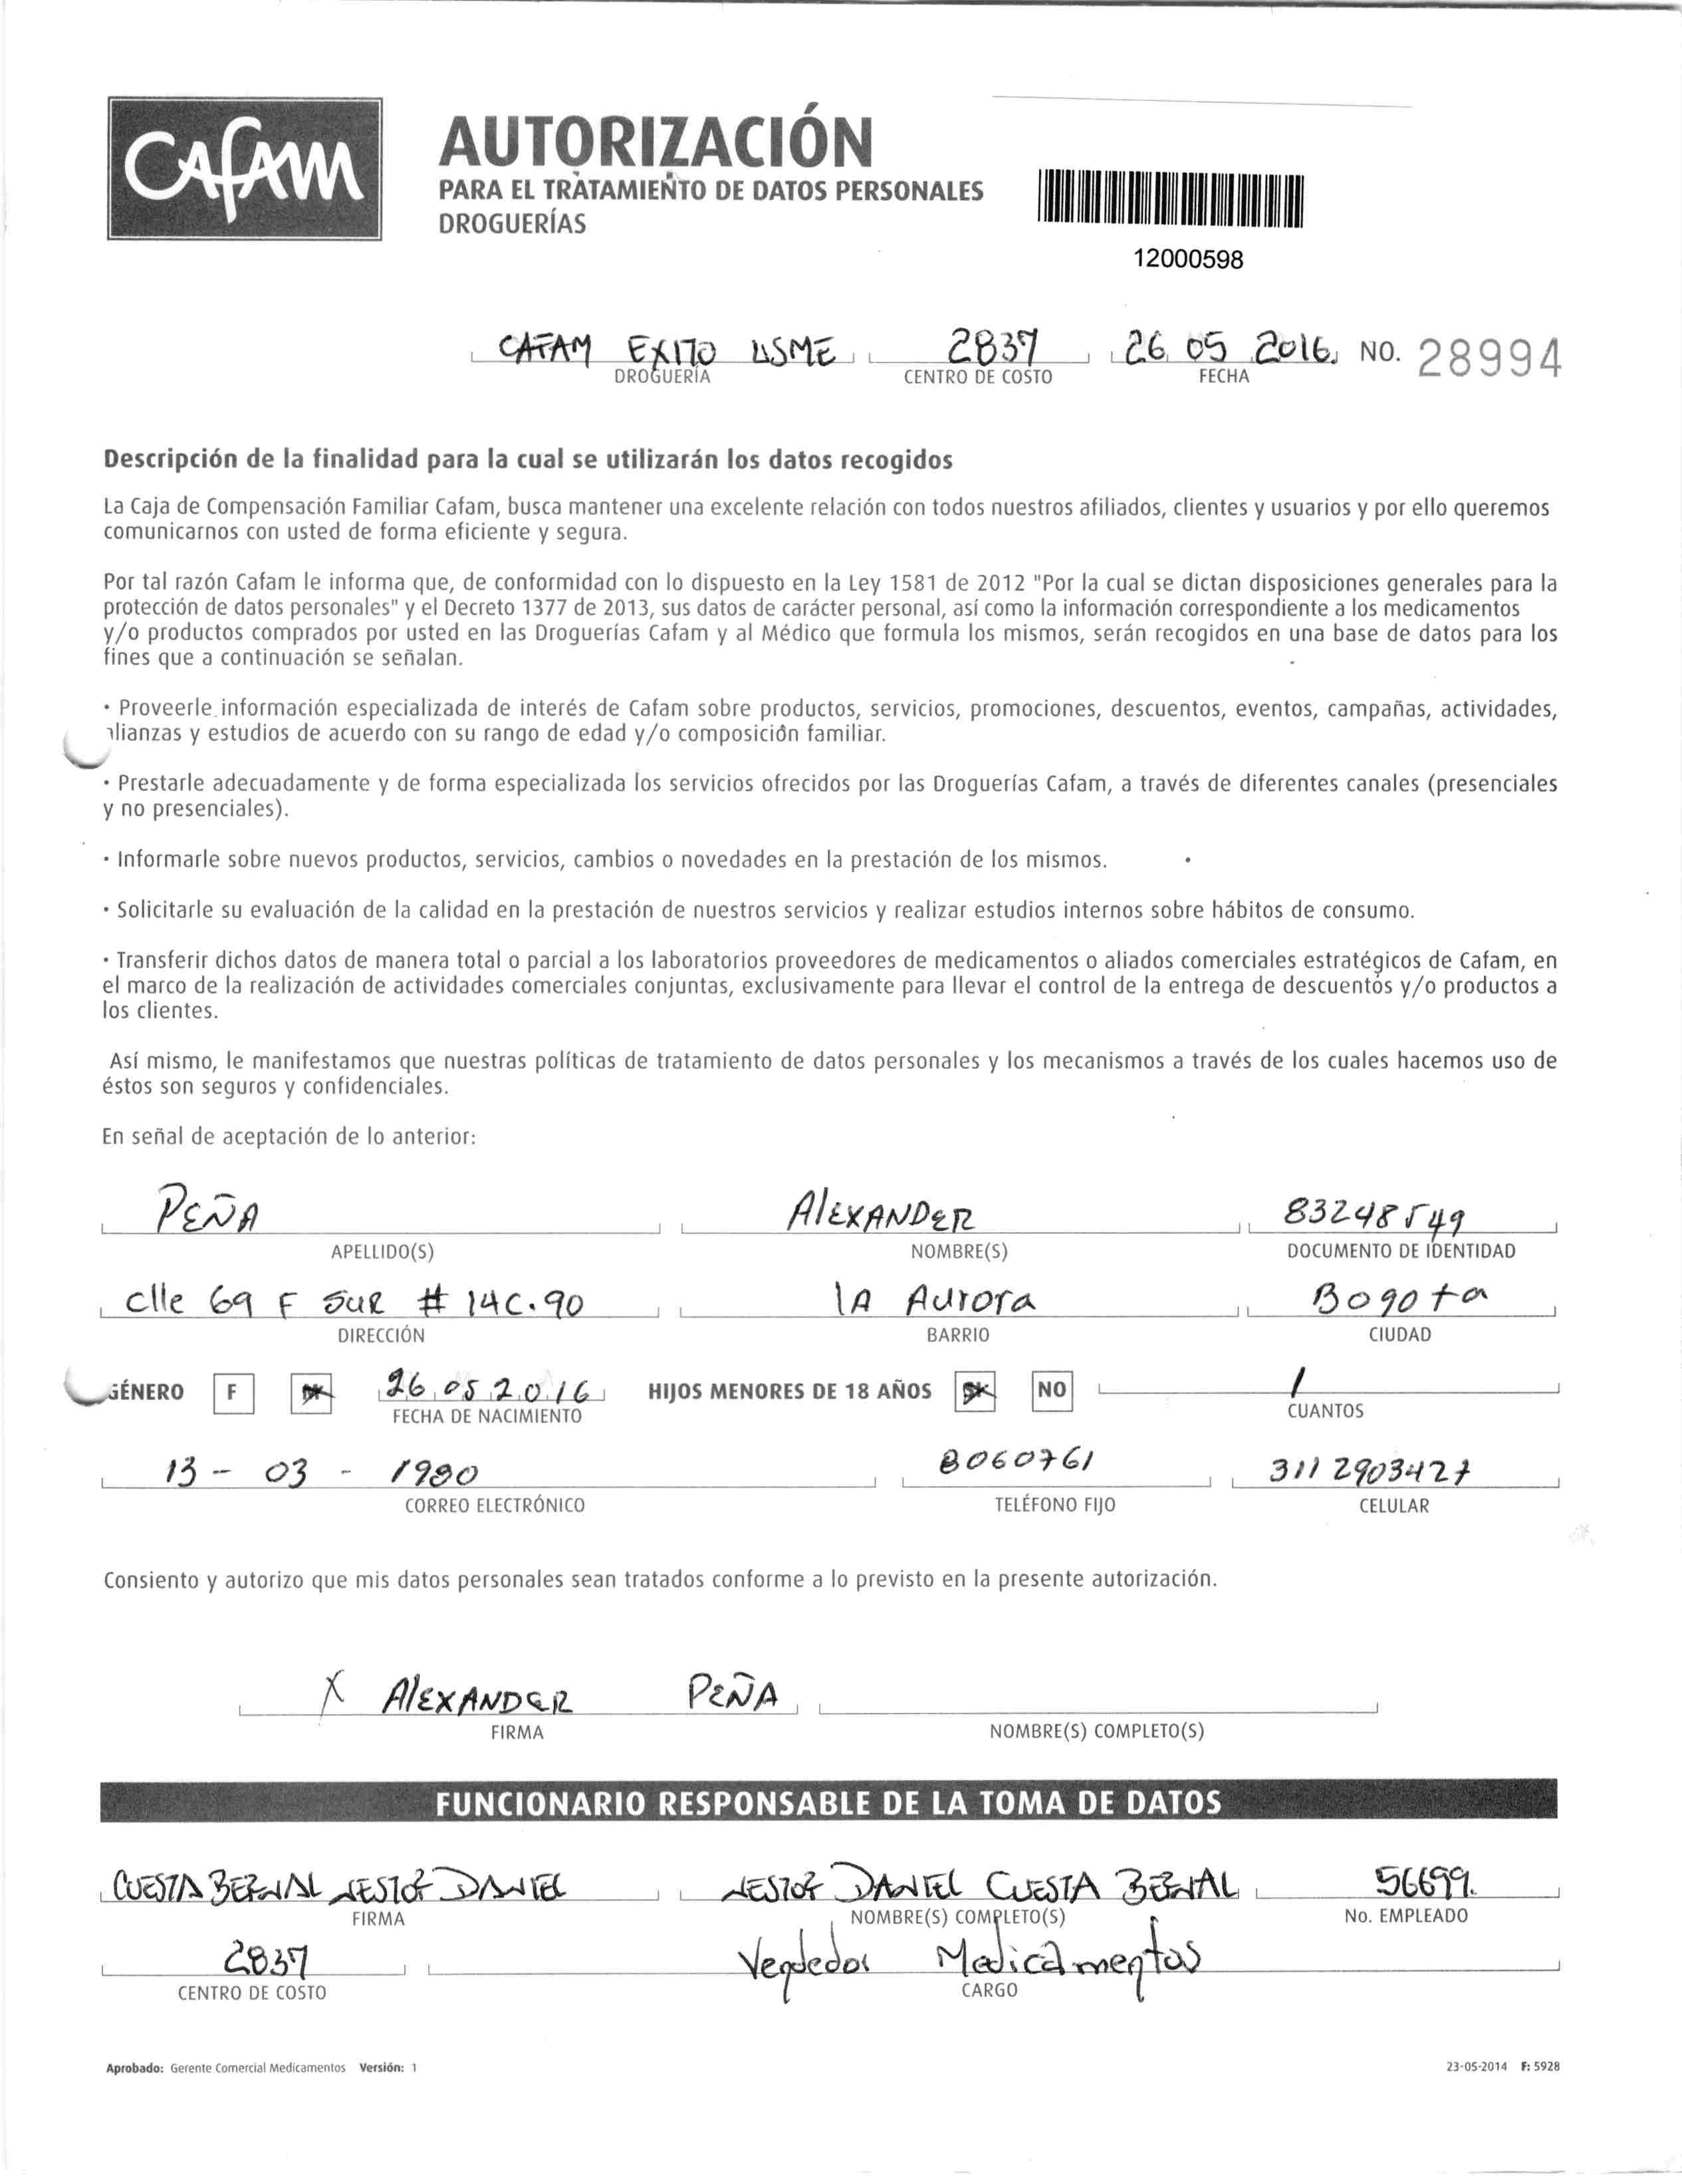 CAFAM
AUTORIZACIÓN
PARA EL TRATAMIENTO DE DATOS PERSONALES
DROGUERÍAS
12000598
CAFAM EXITO USME 2837 26 05 2016. NO. 28994
DROGUERÍA CENTRO DE COSTO FECHA
Descripción de la finalidad para la cual se utilizarán los datos recogidos
La Caja de Compensación Familiar Cafam, busca mantener una excelente relación con todos nuestros afiliados, clientes y usuarios y por ello queremos
comunicarnos con usted de forma eficiente y segura.
Por tal razón Cafam le informa que, de conformidad con lo dispuesto en la Ley 1581 de 2012 "Por la cual se dictan disposiciones generales para la
protección de datos personales" y el Decreto 1377 de 2013, sus datos de carácter personal, así como la información correspondiente a los medicamentos
y/o productos comprados por usted en las Droguerías Cafam y al Médico que formula los mismos, serán recogidos en una base de datos para los
fines que a continuación se señalan.
· Proveerle información especializada de interés de Cafam sobre productos, servicios, promociones, descuentos, eventos, campañas, actividades,
alianzas y estudios de acuerdo con su rango de edad y/o composición familiar.
· Prestarle adecuadamente y de forma especializada los servicios ofrecidos por las Droguerías Cafam, a través de diferentes canales (presenciales
y no presenciales).
· Informarle sobre nuevos productos, servicios, cambios o novedades en la prestación de los mismos.
· Solicitarle su evaluación de la calidad en la prestación de nuestros servicios y realizar estudios internos sobre hábitos de consumo.
· Transferir dichos datos de manera total o parcial a los laboratorios proveedores de medicamentos o aliados comerciales estratégicos de Cafam, en
el marco de la realización de actividades comerciales conjuntas, exclusivamente para llevar el control de la entrega de descuentos y/o productos a
los clientes.
Así mismo, le manifestamos que nuestras políticas de tratamiento de datos personales y los mecanismos a través de los cuales hacemos uso de
éstos son seguros y confidenciales.
En señal de aceptación de lo anterior:
PEÑA AlEXANDER 83248549
APELLIDO(S) NOMBRE(S) DOCUMENTO DE IDENTIDAD
clle 69 F SUR # 14C.90 lA Aurora Bogota
DIRECCIÓN BARRIO CIUDAD
GÉNERO F 26 05 2016 HIJOS MENORES DE 18 AÑOS NO 1
FECHA DE NACIMIENTO CUANTOS
13 - 03 - 1980 8060761 311 2903427
CORREO ELECTRÓNICO TELÉFONO FIJO CELULAR
Consiento y autorizo que mis datos personales sean tratados conforme a lo previsto en la presente autorización.
X AlEXANDER PEÑA
FIRMA NOMBRE(S) COMPLETO(S)
FUNCIONARIO RESPONSABLE DE LA TOMA DE DATOS
CUESTA BERNAL NESTOR DANIEL NESTOR DANIEL CUESTA BERNAL 56699.
FIRMA NOMBRE(S) COMPLETO(S) No. EMPLEADO
2837 Vendedor Medicamentos
CENTRO DE COSTO CARGO
Aprobado: Gerente Comercial Medicamentos Versión: 1 23-05-2014 F: 5928